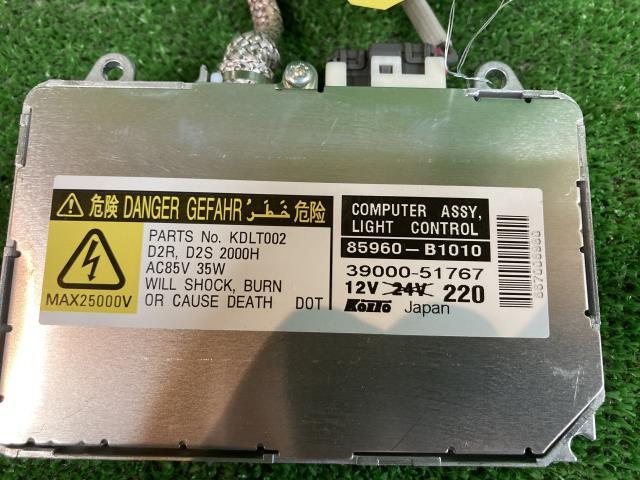 危険 DANGER GEFAHR خطر 危险
MAX25000V
PARTS No. KDLT002
D2R, D2S 2000H
AC85V 35W
WILL SHOCK, BURN
OR CAUSE DEATH DOT
COMPUTER ASSY,
LIGHT CONTROL
85960-B1010
39000-51767
12V 24V 220
KOITO Japan